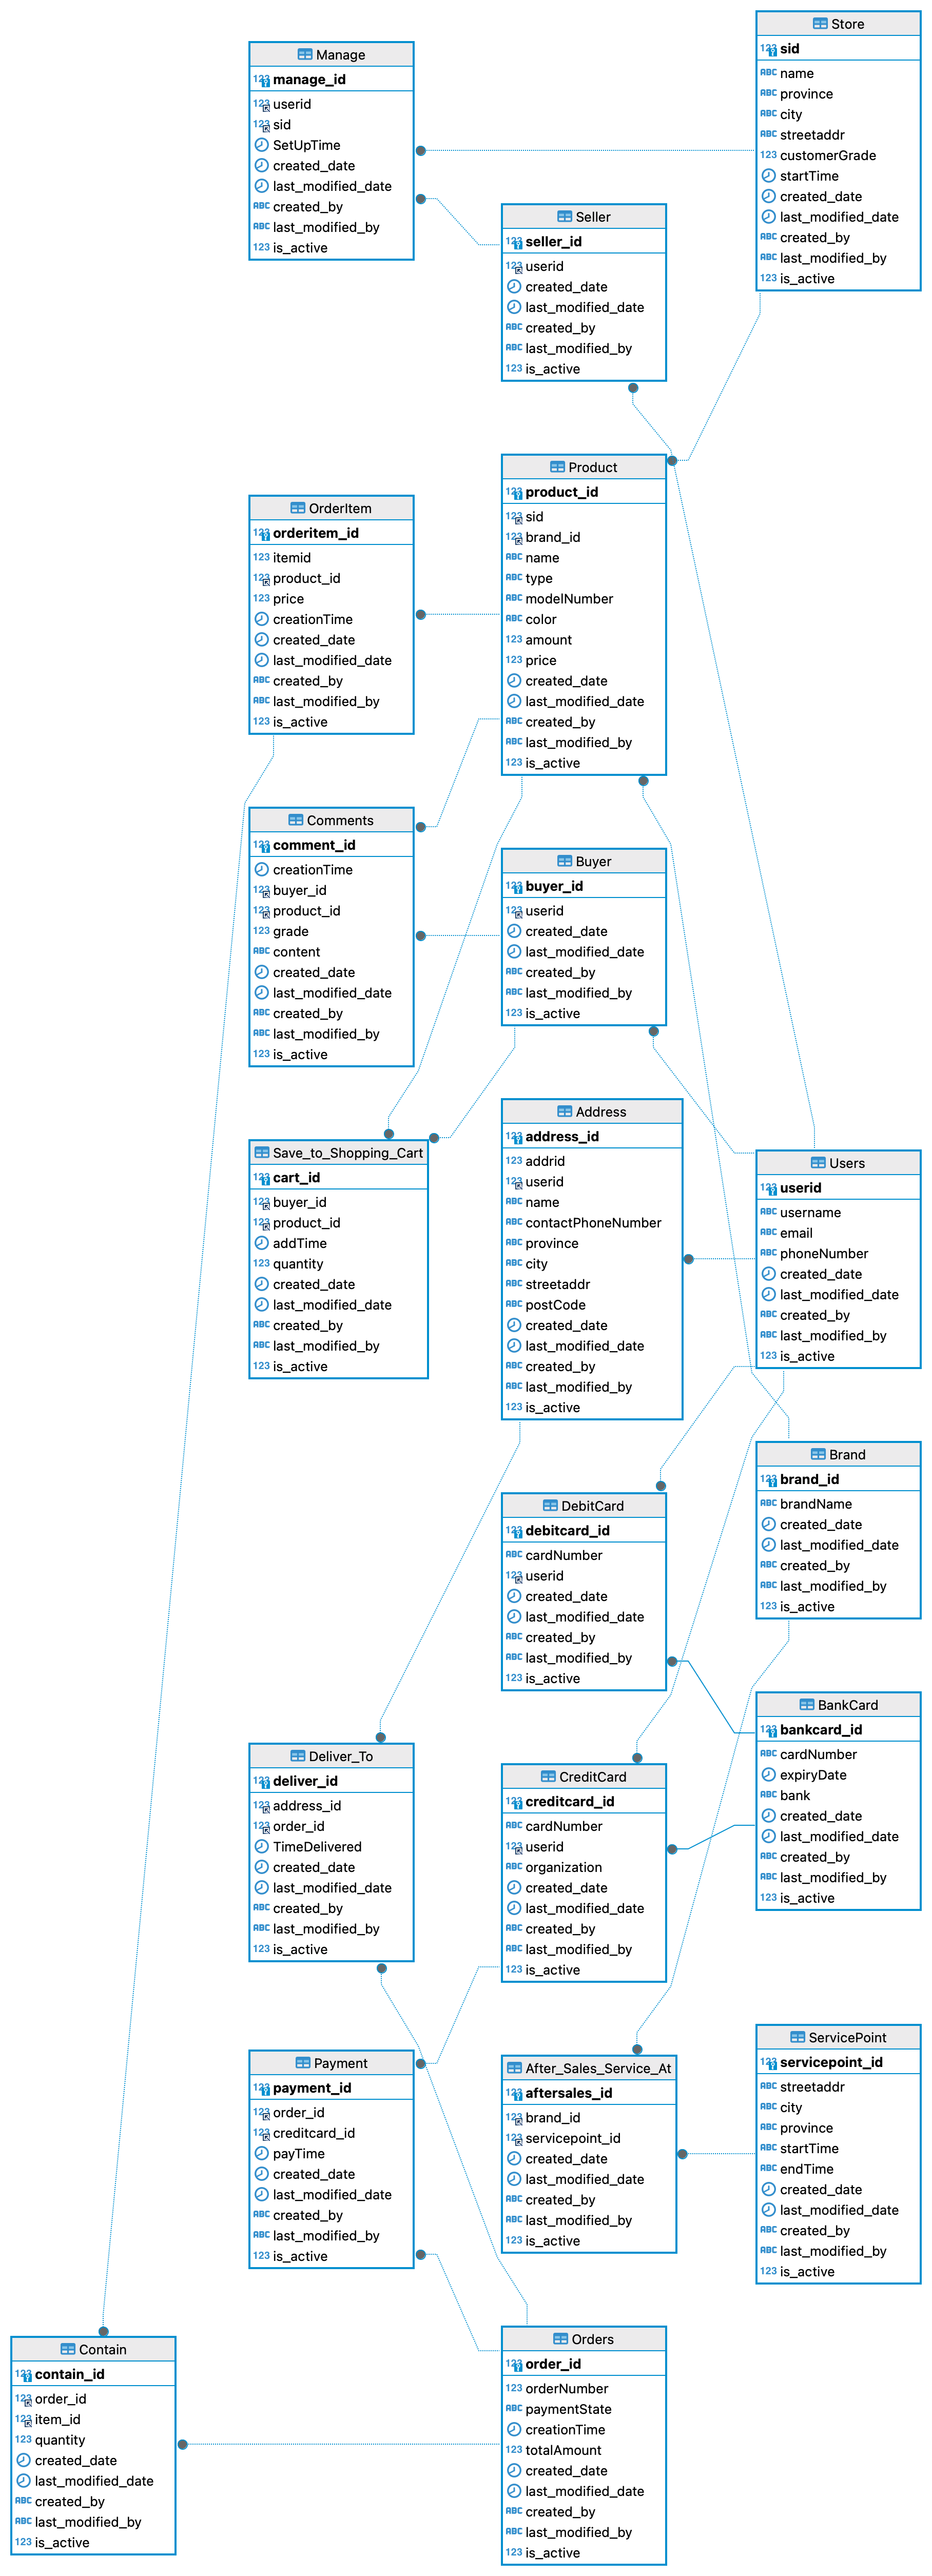 Store
sid
name
province
city
streetaddr
customerGrade
startTime
created_date
last_modified_date
created_by
last_modified_by
is_active
Manage
manage_id
userid
sid
SetUpTime
created_date
last_modified_date
created_by
last_modified_by
is_active
Seller
seller_id
userid
created_date
last_modified_date
created_by
last_modified_by
is_active
Product
product_id
sid
brand_id
name
type
modelNumber
color
amount
price
created_date
last_modified_date
created_by
last_modified_by
is_active
OrderItem
orderitem_id
itemid
product_id
price
creationTime
created_date
last_modified_date
created_by
last_modified_by
is_active
Comments
comment_id
creationTime
buyer_id
product_id
grade
content
created_date
last_modified_date
created_by
last_modified_by
is_active
Buyer
buyer_id
userid
created_date
last_modified_date
created_by
last_modified_by
is_active
Address
address_id
addrid
userid
name
contactPhoneNumber
province
city
streetaddr
postCode
created_date
last_modified_date
created_by
last_modified_by
is_active
Save_to_Shopping_Cart
cart_id
buyer_id
product_id
addTime
quantity
created_date
last_modified_date
created_by
last_modified_by
is_active
Users
userid
username
email
phoneNumber
created_date
last_modified_date
created_by
last_modified_by
is_active
Brand
brand_id
brandName
created_date
last_modified_date
created_by
last_modified_by
is_active
DebitCard
debitcard_id
cardNumber
userid
created_date
last_modified_date
created_by
last_modified_by
is_active
BankCard
bankcard_id
cardNumber
expiryDate
bank
created_date
last_modified_date
created_by
last_modified_by
is_active
Deliver_To
deliver_id
address_id
order_id
TimeDelivered
created_date
last_modified_date
created_by
last_modified_by
is_active
CreditCard
creditcard_id
cardNumber
userid
organization
created_date
last_modified_date
created_by
last_modified_by
is_active
ServicePoint
servicepoint_id
streetaddr
city
province
startTime
endTime
created_date
last_modified_date
created_by
last_modified_by
is_active
Payment
payment_id
order_id
creditcard_id
payTime
created_date
last_modified_date
created_by
last_modified_by
is_active
After_Sales_Service_At
aftersales_id
brand_id
servicepoint_id
created_date
last_modified_date
created_by
last_modified_by
is_active
Orders
order_id
orderNumber
paymentState
creationTime
totalAmount
created_date
last_modified_date
created_by
last_modified_by
is_active
Contain
contain_id
order_id
item_id
quantity
created_date
last_modified_date
created_by
last_modified_by
is_active